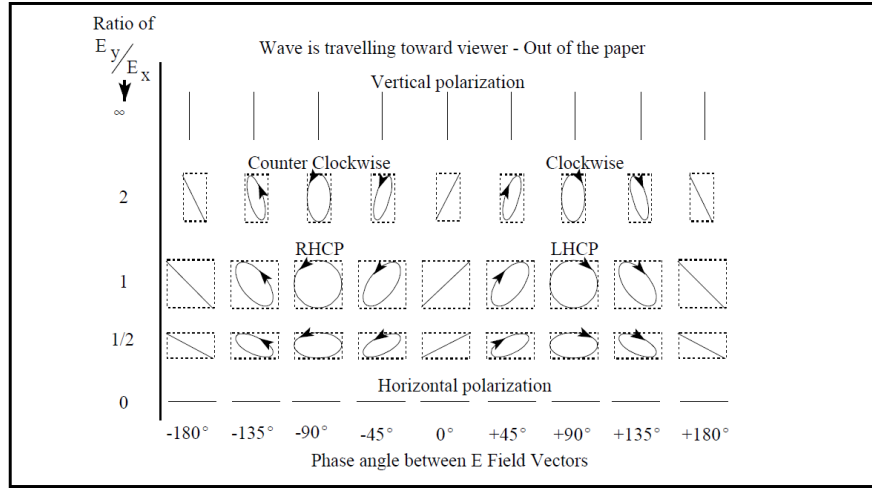 Ratio of
E y/E x
Wave is travelling toward viewer - Out of the paper
Vertical polarization
∞
Counter Clockwise Clockwise
2
RHCP LHCP
1
1/2
Horizontal polarization
0
-180° -135° -90° -45° 0° +45° +90° +135° +180°
Phase angle between E Field Vectors